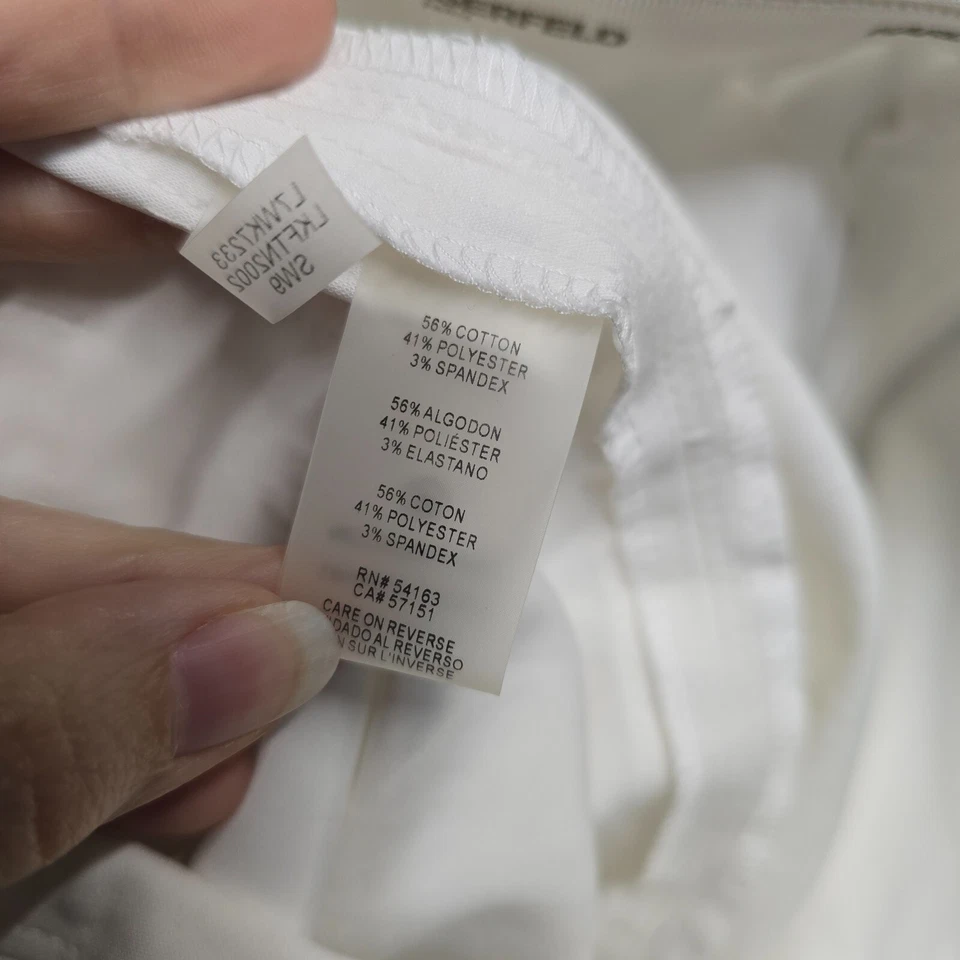 ERFELD
L7WK7233
LKFTN2002
SW9
56% COTTON
41% POLYESTER
3% SPANDEX
56% ALGODON
41% POLIÉSTER
3% ELASTANO
56% COTON
41% POLYESTER
3% SPANDEX
RN# 54163
CA# 57151
CARE ON REVERSE
DADO AL REVERSO
N SUR L'INVERSE